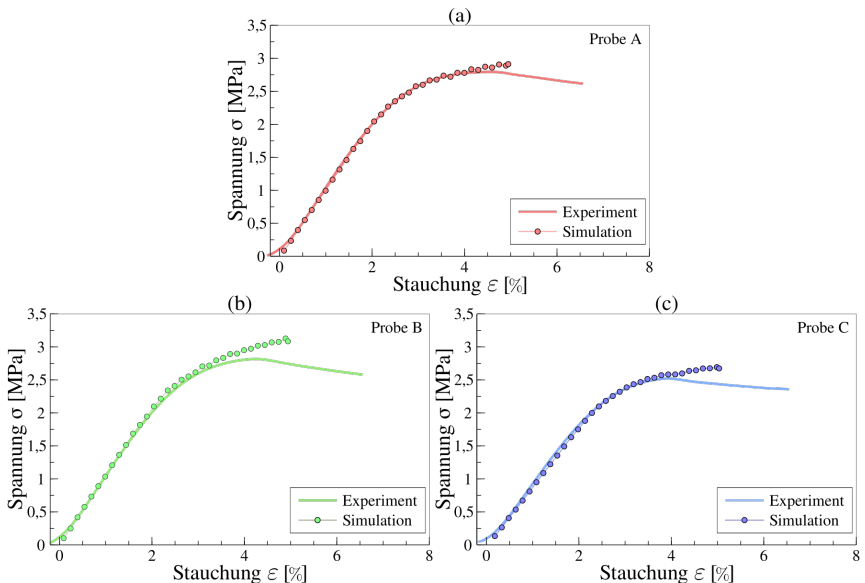 (a)
Probe A
3,5
3
2,5
2
1,5
1
0,5
0
Spannung σ [MPa]
Experiment
Simulation
0 2 4 6 8
Stauchung ε [%]
(b)
Probe B
3,5
3
2,5
2
1,5
1
0,5
0
Spannung σ [MPa]
Experiment
Simulation
0 2 4 6 8
Stauchung ε [%]
(c)
Probe C
3,5
3
2,5
2
1,5
1
0,5
0
Spannung σ [MPa]
Experiment
Simulation
0 2 4 6 8
Stauchung ε [%]